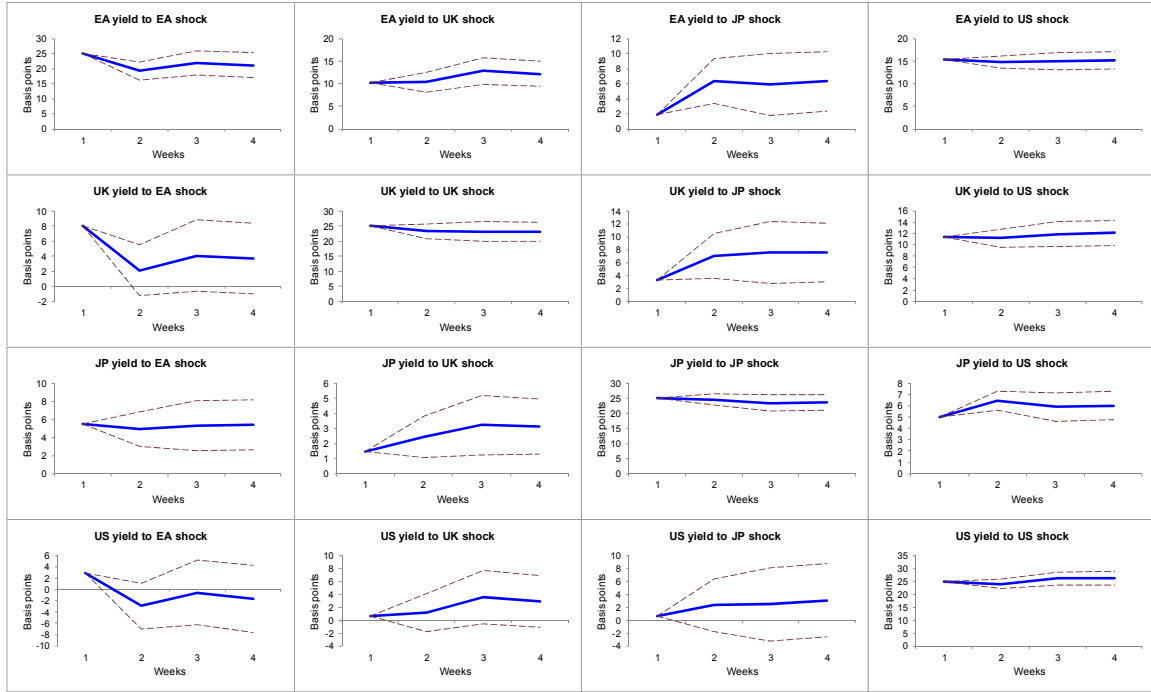 EA yield to EA shock
Basis points
30
25
20
15
10
5
0
1 2 3 4
Weeks
EA yield to UK shock
Basis points
20
15
10
5
0
1 2 3 4
Weeks
EA yield to JP shock
Basis points
12
10
8
6
4
2
0
1 2 3 4
Weeks
EA yield to US shock
Basis points
20
15
10
5
0
1 2 3 4
Weeks
UK yield to EA shock
Basis points
10
8
6
4
2
0
-2
1 2 3 4
Weeks
UK yield to UK shock
Basis points
30
25
20
15
10
5
0
1 2 3 4
Weeks
UK yield to JP shock
Basis points
14
12
10
8
6
4
2
0
1 2 3 4
Weeks
UK yield to US shock
Basis points
16
14
12
10
8
6
4
2
0
1 2 3 4
Weeks
JP yield to EA shock
Basis points
10
8
6
4
2
0
1 2 3 4
Weeks
JP yield to UK shock
Basis points
6
5
4
3
2
1
0
1 2 3 4
Weeks
JP yield to JP shock
Basis points
30
25
20
15
10
5
0
1 2 3 4
Weeks
JP yield to US shock
Basis points
8
7
6
5
4
3
2
1
0
1 2 3 4
Weeks
US yield to EA shock
Basis points
6
4
2
0
-2
-4
-6
-8
-10
1 2 3 4
Weeks
US yield to UK shock
Basis points
10
8
6
4
2
0
-2
-4
1 2 3 4
Weeks
US yield to JP shock
Basis points
10
8
6
4
2
0
-2
-4
1 2 3 4
Weeks
US yield to US shock
Basis points
35
30
25
20
15
10
5
0
1 2 3 4
Weeks